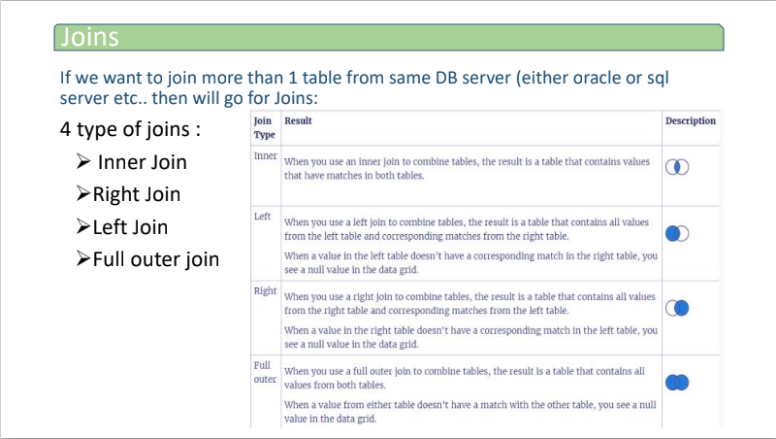 Joins
If we want to join more than 1 table from same DB server (either oracle or sql
server etc.. then will go for Joins:
4 type of joins :
➢ Inner Join
➢Right Join
➢Left Join
➢Full outer join
Join Type Result Description
Inner
When you use an inner join to combine tables, the result is a table that contains values
that have matches in both tables.
Left
When you use a left join to combine tables, the result is a table that contains all values
from the left table and corresponding matches from the right table.
When a value in the left table doesn't have a corresponding match in the right table, you
see a null value in the data grid.
Right
When you use a right join to combine tables, the result is a table that contains all values
from the right table and corresponding matches from the left table.
When a value in the right table doesn't have a corresponding match in the left table, you
see a null value in the data grid.
Full
outer
When you use a full outer join to combine tables, the result is a table that contains all
values from both tables.
When a value from either table doesn't have a match with the other table, you see a null
value in the data grid.